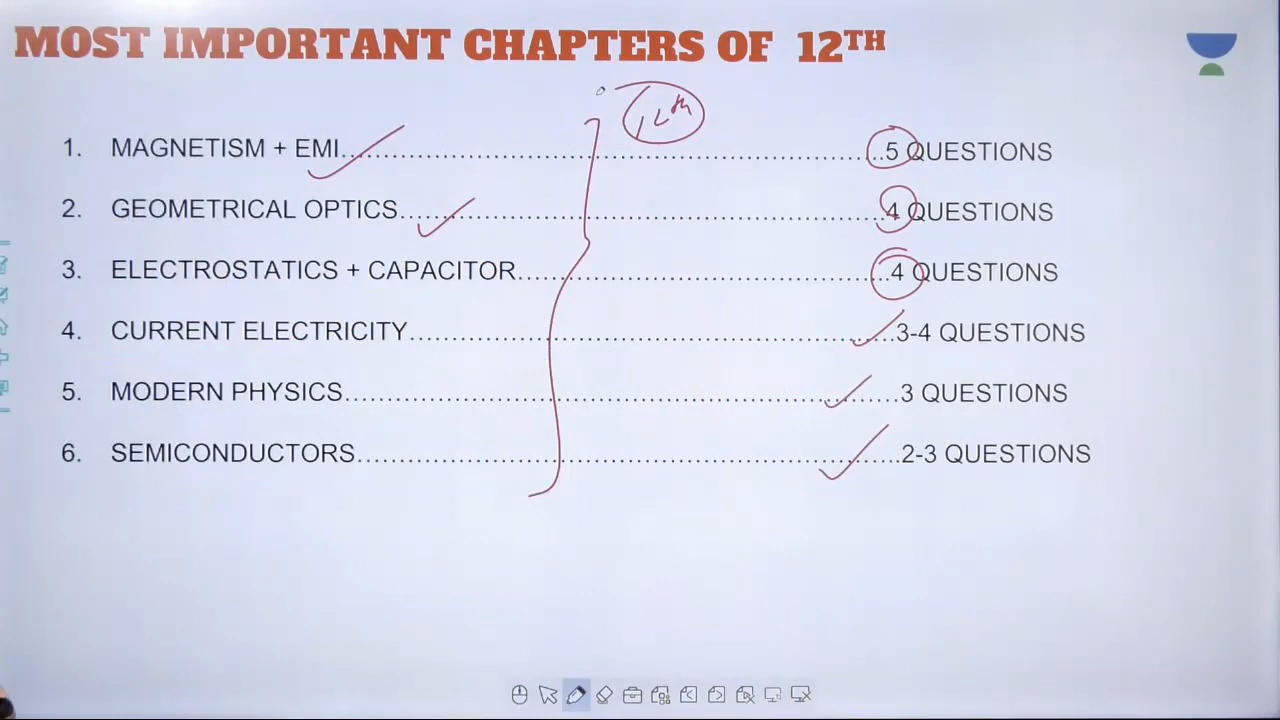 MOST IMPORTANT CHAPTERS OF 12TH
12th
1. MAGNETISM + EMI.......................................................................5 QUESTIONS
2. GEOMETRICAL OPTICS...................................................................4 QUESTIONS
3. ELECTROSTATICS + CAPACITOR...................................................4 QUESTIONS
4. CURRENT ELECTRICITY..................................................................3-4 QUESTIONS
5. MODERN PHYSICS...........................................................................3 QUESTIONS
6. SEMICONDUCTORS..........................................................................2-3 QUESTIONS